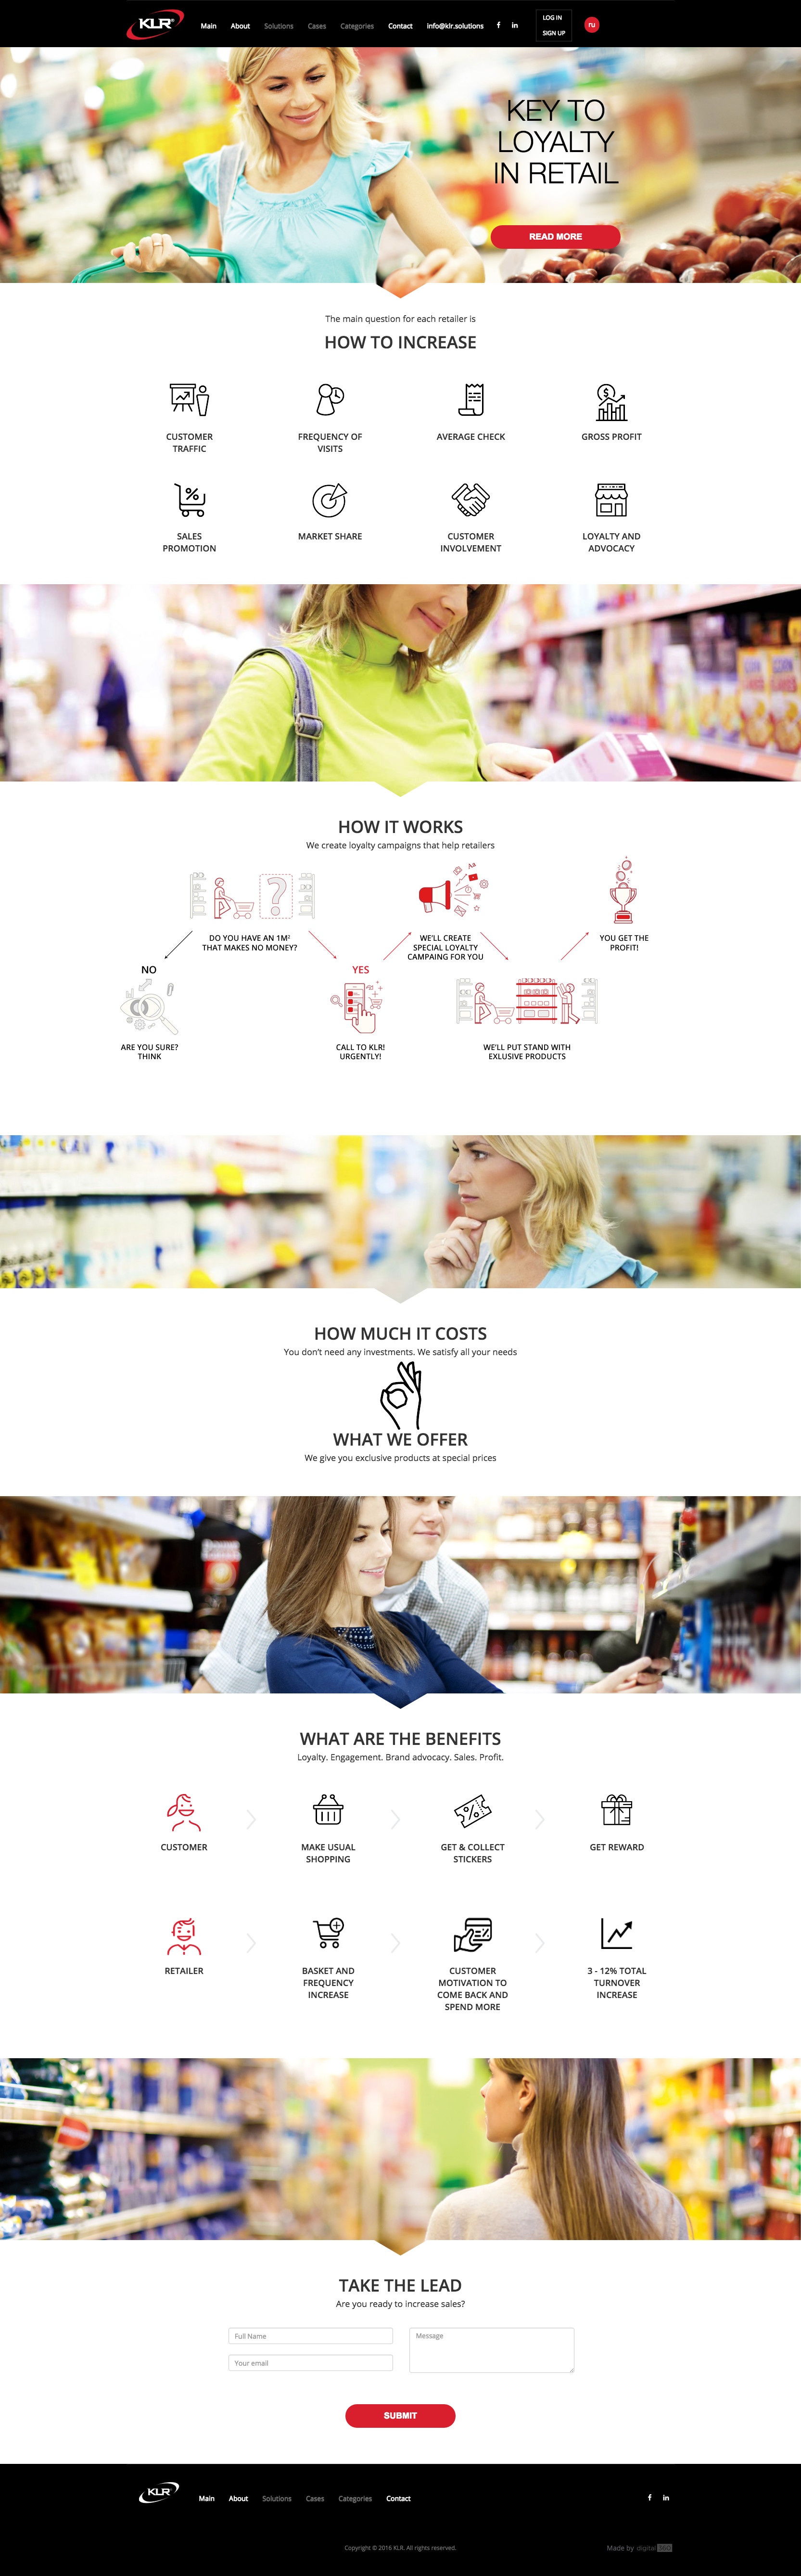 KLR®
Main About Solutions Cases Categories Contact info@klr.solutions f in
LOG IN
SIGN UP
ru
KEY TO
LOYALTY
IN RETAIL
READ MORE
The main question for each retailer is
HOW TO INCREASE
CUSTOMER
TRAFFIC
FREQUENCY OF
VISITS
AVERAGE CHECK
GROSS PROFIT
SALES
PROMOTION
MARKET SHARE
CUSTOMER
INVOLVEMENT
LOYALTY AND
ADVOCACY
HOW IT WORKS
We create loyalty campaigns that help retailers
DO YOU HAVE AN 1M²
THAT MAKES NO MONEY?
WE'LL CREATE
SPECIAL LOYALTY
CAMPAING FOR YOU
YOU GET THE
PROFIT!
NO
YES
ARE YOU SURE?
THINK
CALL TO KLR!
URGENTLY!
WE'LL PUT STAND WITH
EXLUSIVE PRODUCTS
HOW MUCH IT COSTS
You don't need any investments. We satisfy all your needs
WHAT WE OFFER
We give you exclusive products at special prices
WHAT ARE THE BENEFITS
Loyalty. Engagement. Brand advocacy. Sales. Profit.
CUSTOMER
MAKE USUAL
SHOPPING
GET & COLLECT
STICKERS
GET REWARD
RETAILER
BASKET AND
FREQUENCY
INCREASE
CUSTOMER
MOTIVATION TO
COME BACK AND
SPEND MORE
3 - 12% TOTAL
TURNOVER
INCREASE
TAKE THE LEAD
Are you ready to increase sales?
Full Name
Message
Your email
SUBMIT
KLR
Main About Solutions Cases Categories Contact f in
Copyright © 2016 KLR. All rights reserved.
Made by digital 360